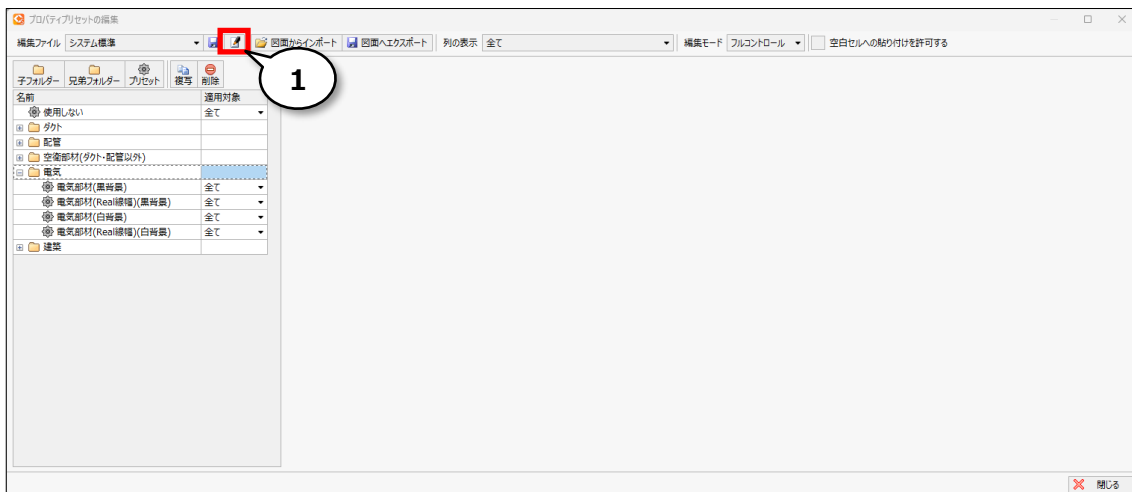 プロパティプリセットの編集
編集ファイル システム標準 図面からインポート 図面へエクスポート 列の表示 全て 編集モード フルコントロール 空白セルへの貼り付けを許可する
1
子フォルダー 兄弟フォルダー プリセット 複写 削除
名前 適用対象
使用しない 全て
ダクト
配管
空衛部材(ダクト・配管以外)
電気
電気部材(黒背景) 全て
電気部材(Real線幅)(黒背景) 全て
電気部材(白背景) 全て
電気部材(Real線幅)(白背景) 全て
建築
閉じる